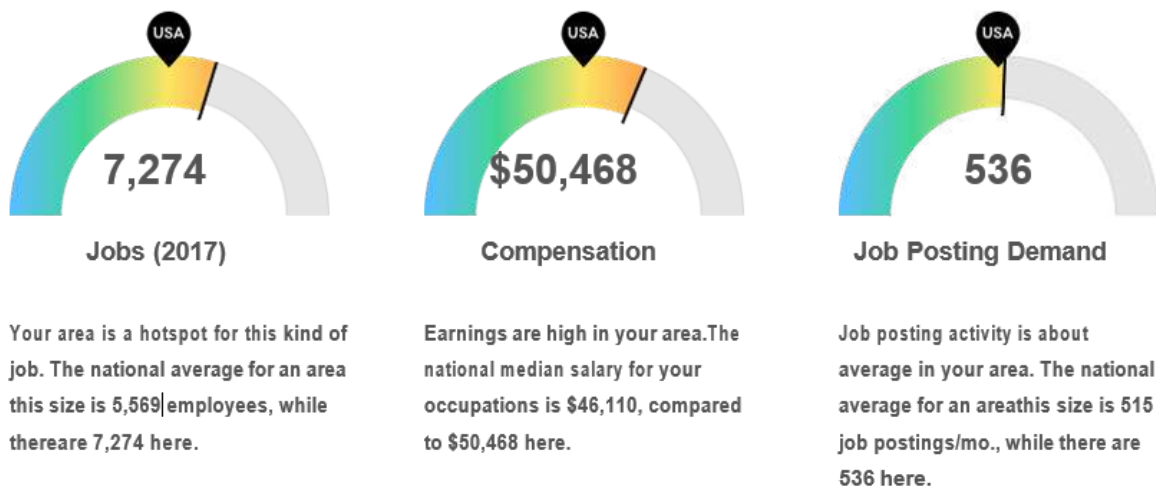 USA
7,274
Jobs (2017)
Your area is a hotspot for this kind of
job. The national average for an area
this size is 5,569 employees, while
thereare 7,274 here.
USA
$50,468
Compensation
Earnings are high in your area.The
national median salary for your
occupations is $46,110, compared
to $50,468 here.
USA
536
Job Posting Demand
Job posting activity is about
average in your area. The national
average for an areathis size is 515
job postings/mo., while there are
536 here.